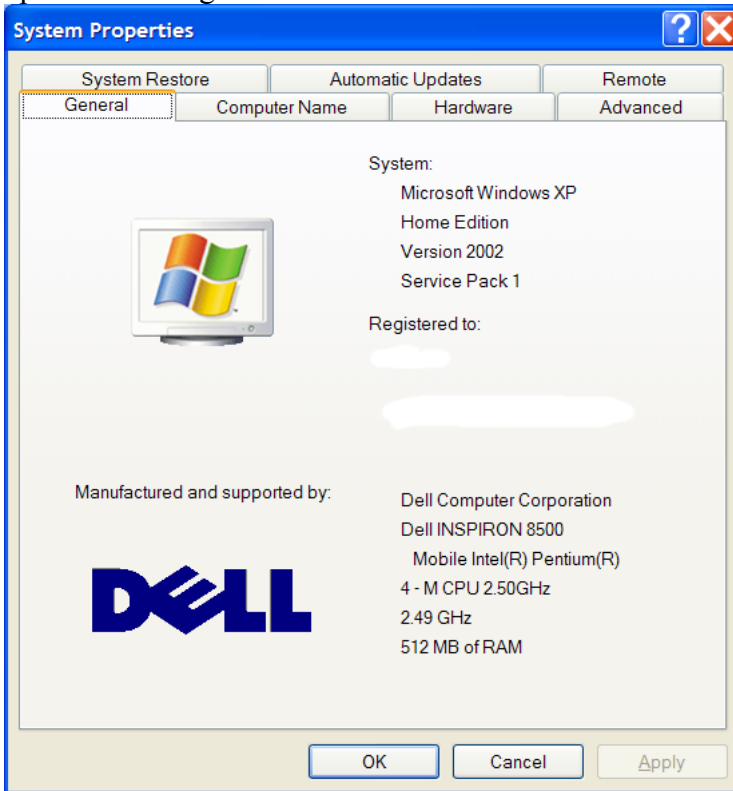 System Properties
System Restore Automatic Updates Remote
General Computer Name Hardware Advanced
System:
Microsoft Windows XP
Home Edition
Version 2002
Service Pack 1
Registered to:
Manufactured and supported by:
Dell Computer Corporation
Dell INSPIRON 8500
Mobile Intel(R) Pentium(R)
4 - M CPU 2.50GHz
2.49 GHz
512 MB of RAM
DELL
OK Cancel Apply